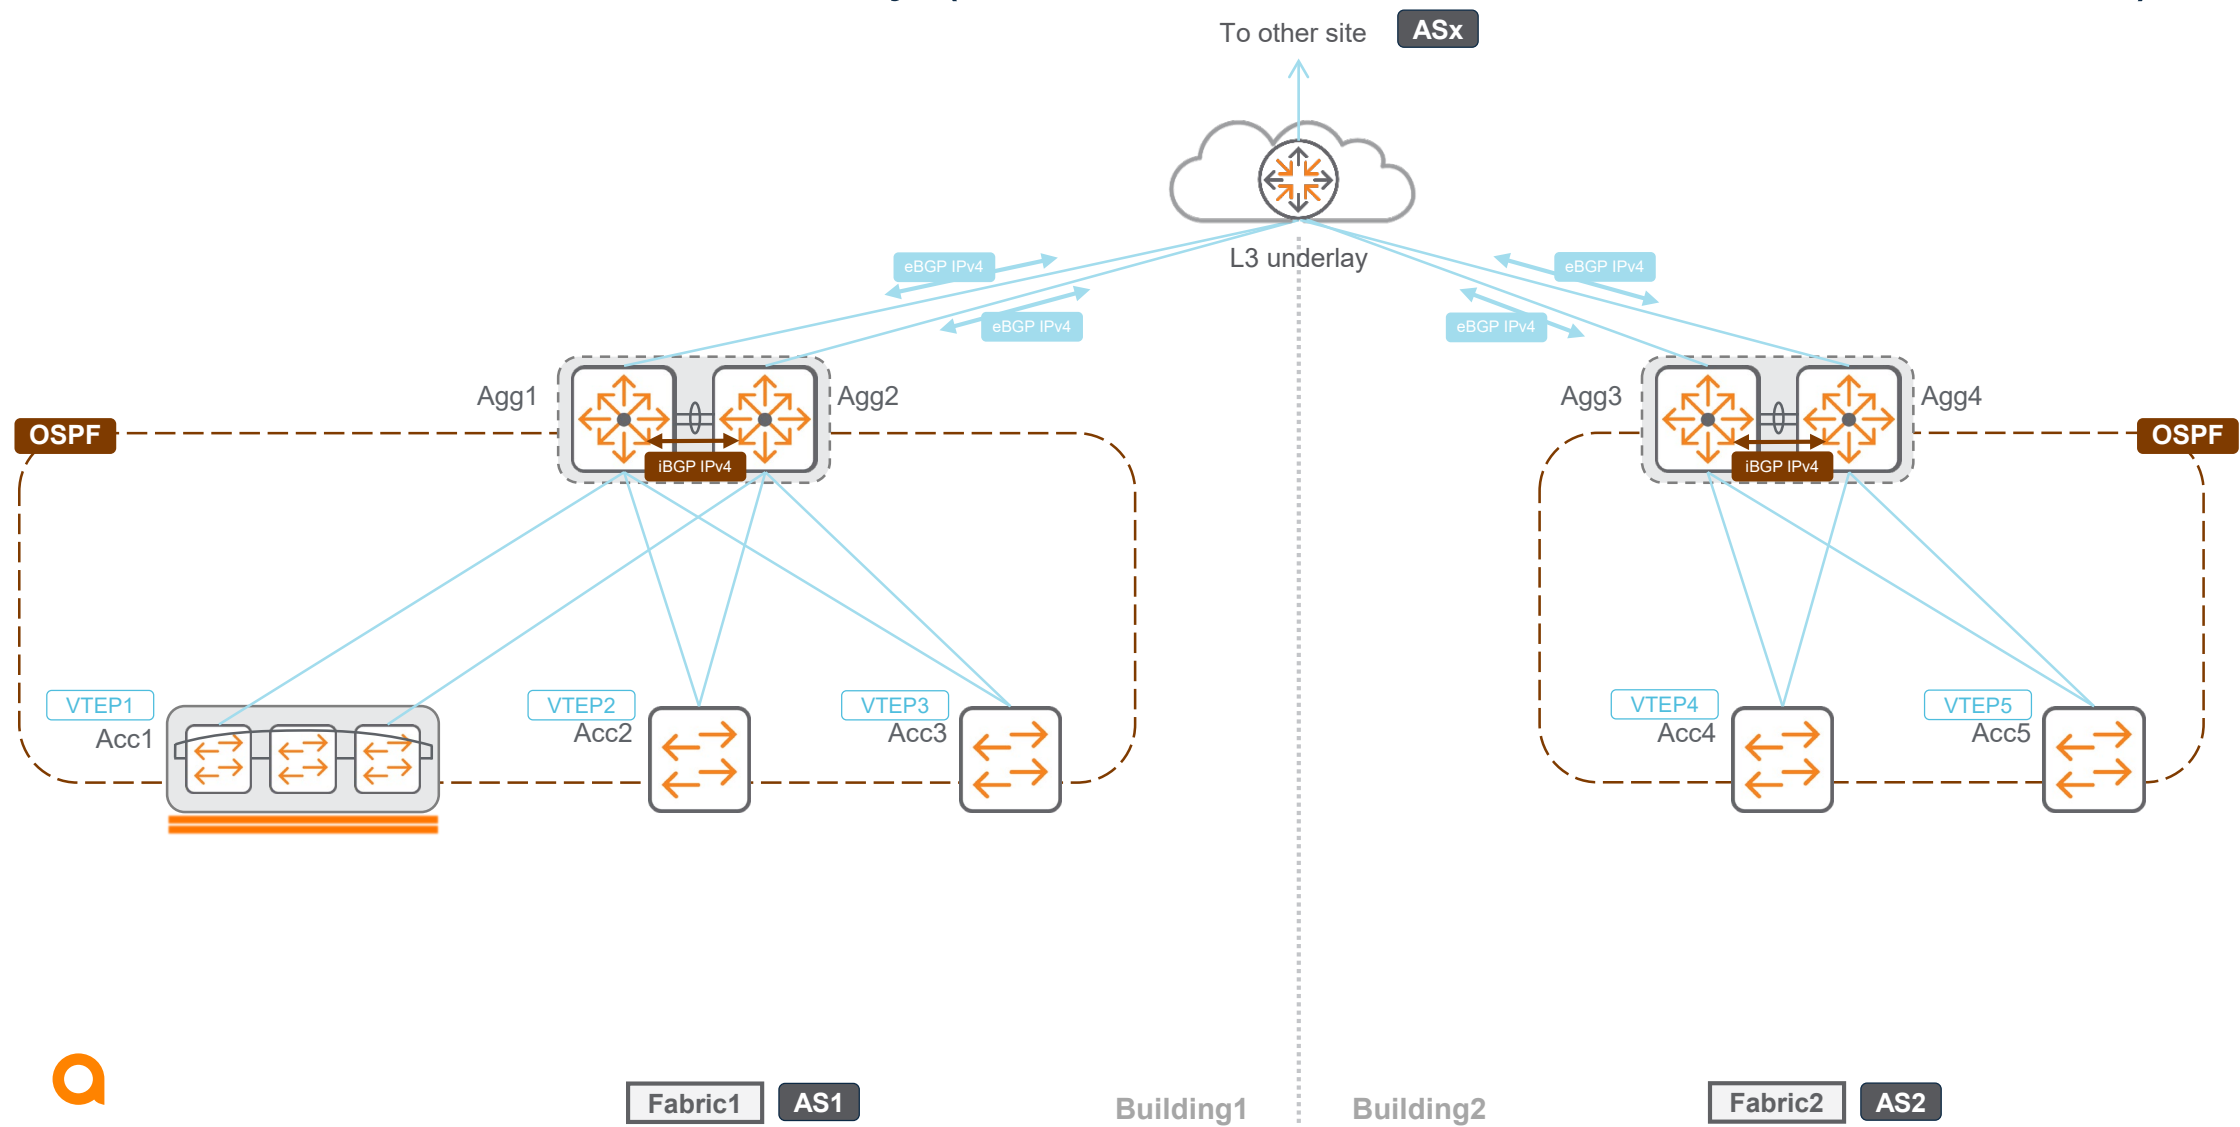 To other site
ASx
L3 underlay
eBGP IPv4
eBGP IPv4
eBGP IPv4
eBGP IPv4
Agg1
Agg2
Agg3
Agg4
OSPF
OSPF
iBGP IPv4
iBGP IPv4
VTEP1
Acc1
VTEP2
Acc2
VTEP3
Acc3
VTEP4
Acc4
VTEP5
Acc5
Fabric1
AS1
Building1
Building2
Fabric2
AS2